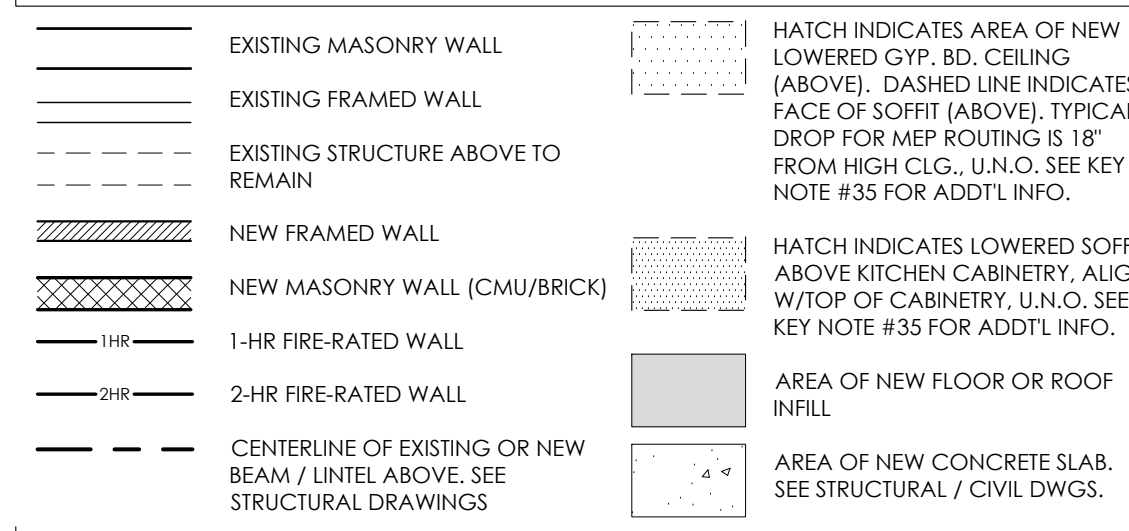 EXISTING MASONRY WALL
EXISTING FRAMED WALL
EXISTING STRUCTURE ABOVE TO
REMAIN
NEW FRAMED WALL
NEW MASONRY WALL (CMU/BRICK)
1HR
1-HR FIRE-RATED WALL
2HR
2-HR FIRE-RATED WALL
CENTERLINE OF EXISTING OR NEW
BEAM / LINTEL ABOVE. SEE
STRUCTURAL DRAWINGS
HATCH INDICATES AREA OF NEW
LOWERED GYP. BD. CEILING
(ABOVE). DASHED LINE INDICATES
FACE OF SOFFIT (ABOVE). TYPICAL
DROP FOR MEP ROUTING IS 18"
FROM HIGH CLG., U.N.O. SEE KEY
NOTE #35 FOR ADDT'L INFO.
HATCH INDICATES LOWERED
ABOVE KITCHEN CABINETRY,
W/TOP OF CABINETRY, U.N.O. SEE
KEY NOTE #35 FOR ADDT'L INFO.
AREA OF NEW FLOOR OR ROOF
INFILL
AREA OF NEW CONCRETE SLAB.
SEE STRUCTURAL / CIVIL DWGS.